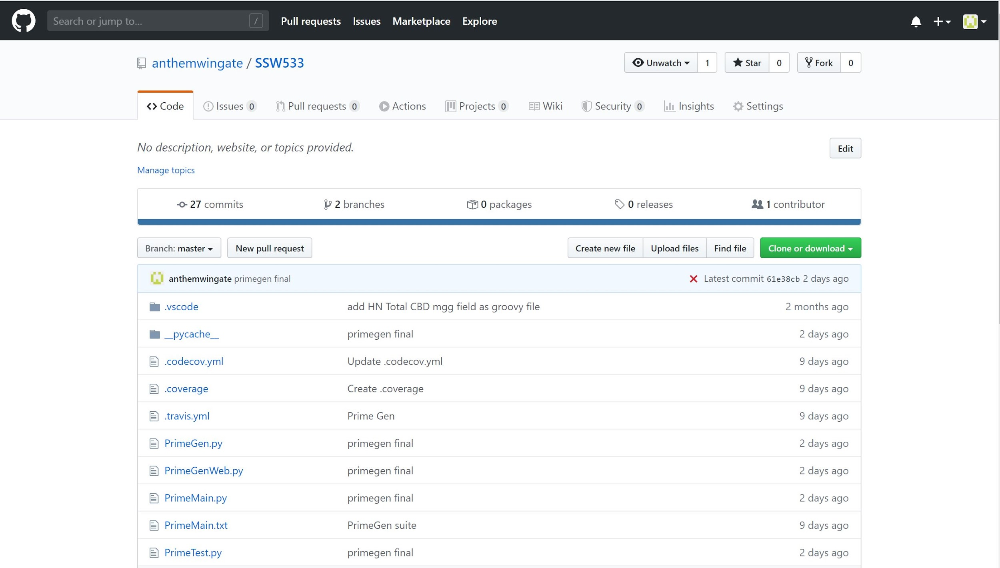 Search or jump to... /
Pull requests Issues Marketplace Explore
anthemwingate / SSW533
Unwatch 1 Star 0 Fork 0
Code Issues 0 Pull requests 0 Actions Projects 0 Wiki Security 0 Insights Settings
No description, website, or topics provided.
Edit
Manage topics
27 commits 2 branches 0 packages 0 releases 1 contributor
Branch: master New pull request Create new file Upload files Find file Clone or download
anthemwingate primegen final Latest commit 61e38cb 2 days ago
.vscode add HN Total CBD mgg field as groovy file 2 months ago
__pycache__ primegen final 2 days ago
.codecov.yml Update .codecov.yml 9 days ago
.coverage Create .coverage 9 days ago
.travis.yml Prime Gen 9 days ago
PrimeGen.py primegen final 2 days ago
PrimeGenWeb.py primegen final 2 days ago
PrimeMain.py primegen final 2 days ago
PrimeMain.txt PrimeGen suite 9 days ago
PrimeTest.py primegen final 2 days ago